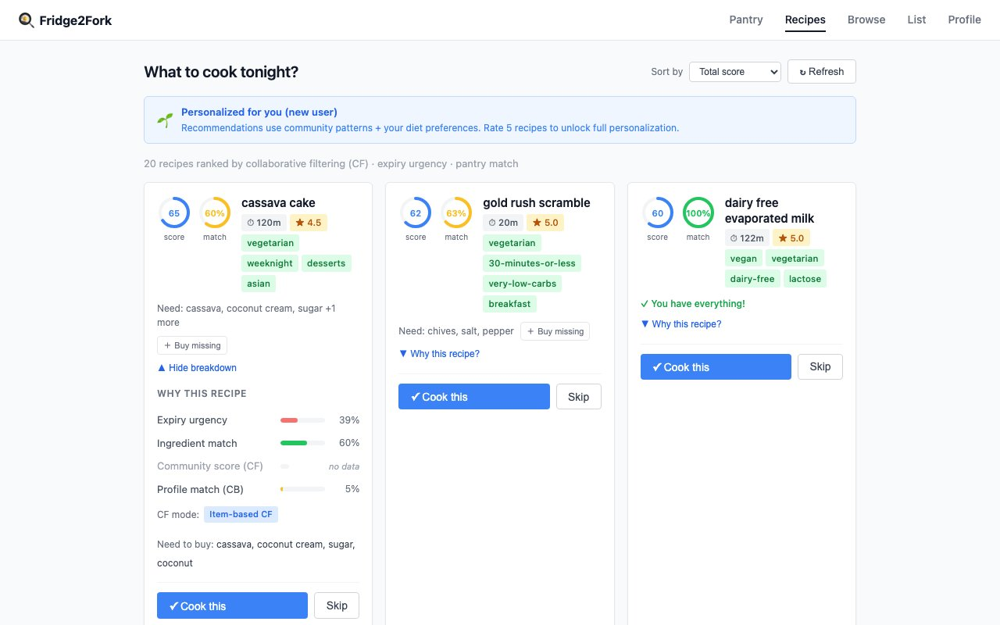 Fridge2Fork
Pantry
Recipes
Browse
List
Profile
What to cook tonight?
Sort by
Total score
↻ Refresh
Personalized for you (new user)
Recommendations use community patterns + your diet preferences. Rate 5 recipes to unlock full personalization.
20 recipes ranked by collaborative filtering (CF) · expiry urgency · pantry match
65
score
60%
match
cassava cake
⏱ 120m
★ 4.5
vegetarian
weeknight
desserts
asian
Need: cassava, coconut cream, sugar +1
more
+ Buy missing
▲ Hide breakdown
WHY THIS RECIPE
Expiry urgency
39%
Ingredient match
60%
Community score (CF)
no data
Profile match (CB)
5%
CF mode:
Item-based CF
Need to buy: cassava, coconut cream, sugar,
coconut
✓ Cook this
Skip
62
score
63%
match
gold rush scramble
⏱ 20m
★ 5.0
vegetarian
30-minutes-or-less
very-low-carbs
breakfast
Need: chives, salt, pepper
+ Buy missing
▼ Why this recipe?
✓ Cook this
Skip
60
score
100%
match
dairy free
evaporated milk
⏱ 122m
★ 5.0
vegan
vegetarian
dairy-free
lactose
✓ You have everything!
▼ Why this recipe?
✓ Cook this
Skip